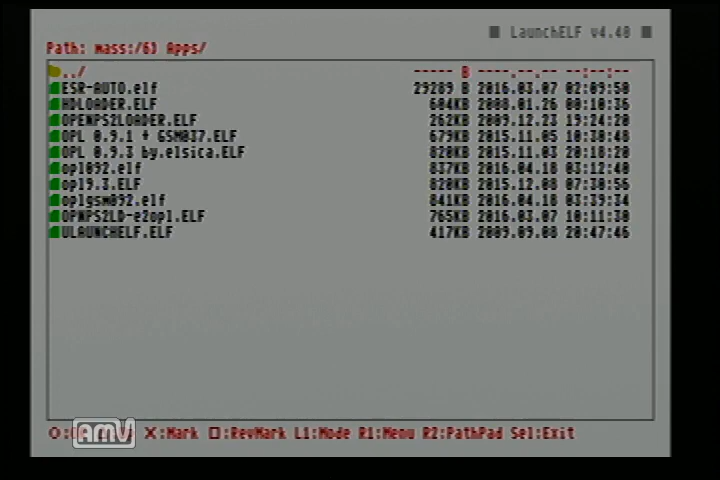 ■ LaunchELF v4.40 ■
Path: mass:/63 Apps/
../ ----- B ----.--.-- --:--:--
ESR-AUTO.elf 29289 B 2016.03.07 02:09:50
HDLOADER.ELF 604KB 2008.01.26 00:10:36
OPENPS2LOADER.ELF 262KB 2009.12.23 19:24:20
OPL 0.9.1 + GSM037.ELF 679KB 2015.11.05 10:30:48
OPL 0.9.3 by.elsica.ELF 820KB 2015.11.03 20:18:20
opl092.elf 837KB 2016.04.18 03:12:40
opl9.3.ELF 820KB 2015.12.08 07:30:56
oplgsm092.elf 841KB 2016.04.18 03:39:34
OPNPS2LD-e2opl.ELF 765KB 2016.03.07 10:11:30
ULAUNCHELF.ELF 417KB 2009.09.08 20:47:46
AMV X:Mark □:RevMark L1:Mode R1:Menu R2:PathPad Sel:Exit